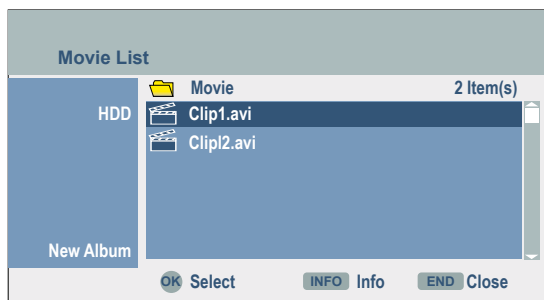 Movie List
Movie 2 Item(s)
HDD
Clip1.avi
Clipl2.avi
New Album
OK Select INFO Info END Close